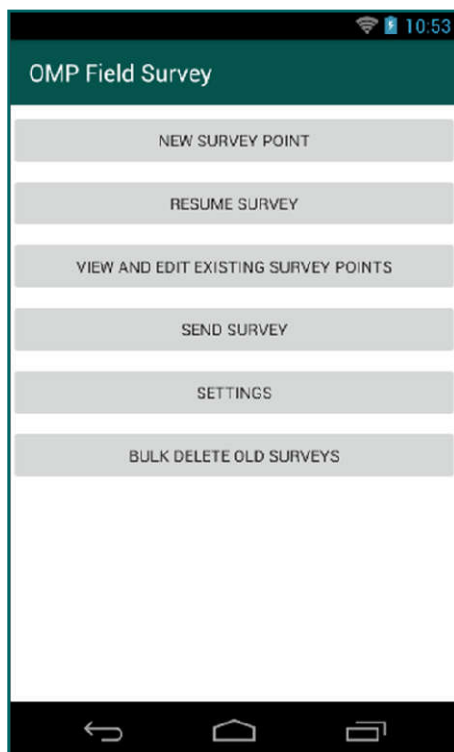 10:53
OMP Field Survey
NEW SURVEY POINT
RESUME SURVEY
VIEW AND EDIT EXISTING SURVEY POINTS
SEND SURVEY
SETTINGS
BULK DELETE OLD SURVEYS